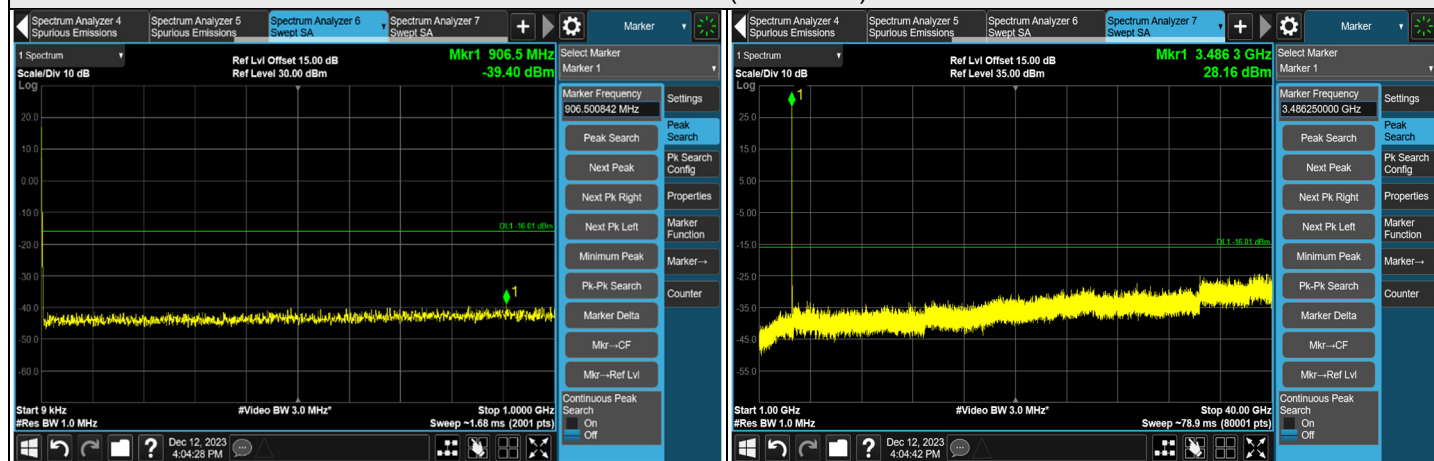 Spectrum Analyzer 4
Spurious Emissions
Spectrum Analyzer 5
Spurious Emissions
Spectrum Analyzer 6
Swept SA
Spectrum Analyzer 7
Swept SA
+
Marker
1 Spectrum
Scale/Div 10 dB
Log
Ref Lvl Offset 15.00 dB
Ref Level 30.00 dBm
Mkr1 906.5 MHz
-39.40 dBm
20.0
10.0
0.00
-10.0
-20.0
-30.0
-40.0
-50.0
-60.0
DL1 -16.01 dBm
1
Start 9 kHz
#Res BW 1.0 MHz
#Video BW 3.0 MHz*
Stop 1.0000 GHz
Sweep ~1.68 ms (2001 pts)
Select Marker
Marker 1
Marker Frequency
906.500842 MHz
Peak Search
Next Peak
Next Pk Right
Next Pk Left
Minimum Peak
Pk-Pk Search
Marker Delta
Mkr→CF
Mkr→Ref Lvl
Continuous Peak
Search
On
Off
Settings
Peak
Search
Pk Search
Config
Properties
Marker
Function
Marker→
Counter
?
Dec 12, 2023
4:04:28 PM
Spectrum Analyzer 4
Spurious Emissions
Spectrum Analyzer 5
Spurious Emissions
Spectrum Analyzer 6
Swept SA
Spectrum Analyzer 7
Swept SA
+
Marker
1 Spectrum
Scale/Div 10 dB
Log
Ref Lvl Offset 15.00 dB
Ref Level 35.00 dBm
Mkr1 3.486 3 GHz
28.16 dBm
1
25.0
15.0
5.00
-5.00
-15.0
-25.0
-35.0
-45.0
-55.0
DL1 -16.01 dBm
Start 1.00 GHz
#Res BW 1.0 MHz
#Video BW 3.0 MHz*
Stop 40.00 GHz
Sweep ~78.9 ms (80001 pts)
Select Marker
Marker 1
Marker Frequency
3.486250000 GHz
Peak Search
Next Peak
Next Pk Right
Next Pk Left
Minimum Peak
Pk-Pk Search
Marker Delta
Mkr→CF
Mkr→Ref Lvl
Continuous Peak
Search
On
Off
Settings
Peak
Search
Pk Search
Config
Properties
Marker
Function
Marker→
Counter
?
Dec 12, 2023
4:04:42 PM